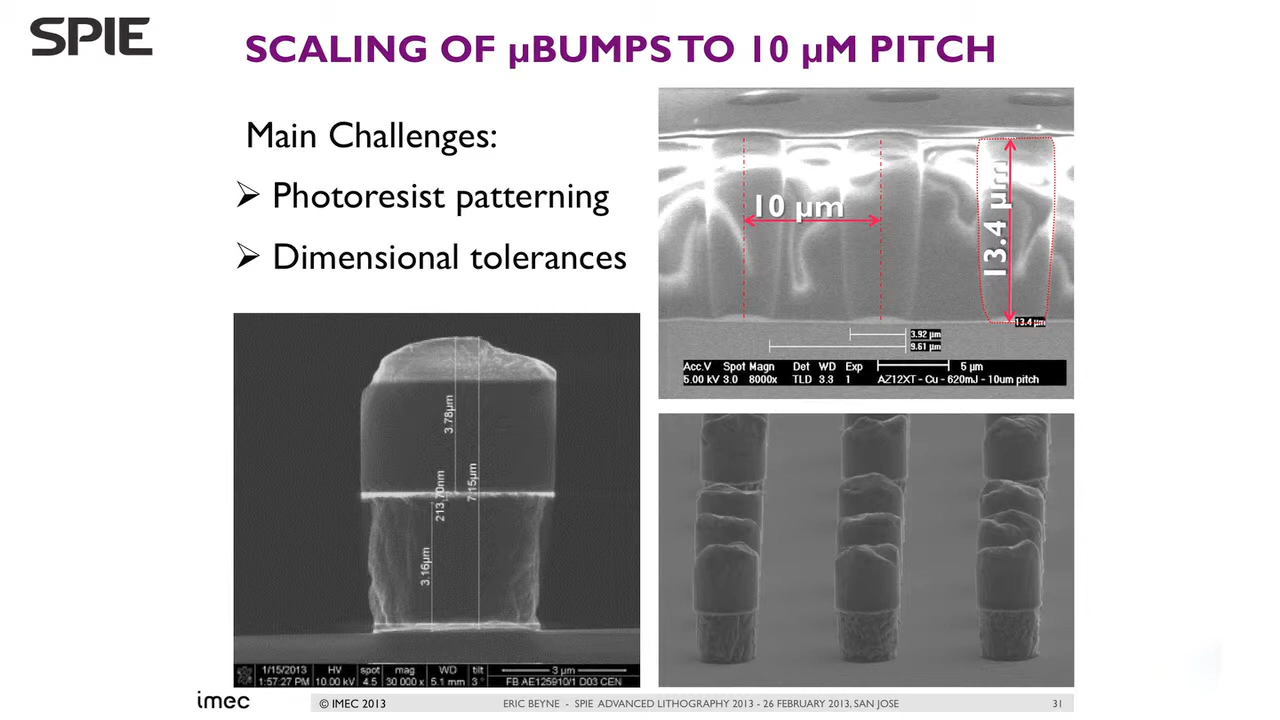 SPIE
SCALING OF µBUMPS TO 10 µM PITCH
Main Challenges:
➢ Photoresist patterning
➢ Dimensional tolerances
10 µm
13.4 µm
13.4 µm
3.92 µm
9.61 µm
Acc.V Spot Magn Det WD Exp 5 µm
5.00 kV 3.0 8000x TLD 3.3 1 AZ12XT - Cu - 620mJ - 10um pitch
3.78µm
213.70nm
7.15µm
3.16µm
1/15/2013 HV spot mag WD tilt 3 µm
1:57:27 PM 10.00 kV 4.5 30 000 x 5.1 mm 3 ° FB AE125910/1 D03 CEN
imec
© IMEC 2013
ERIC BEYNE - SPIE ADVANCED LITHOGRAPHY 2013 - 26 FEBRUARY 2013, SAN JOSE
31